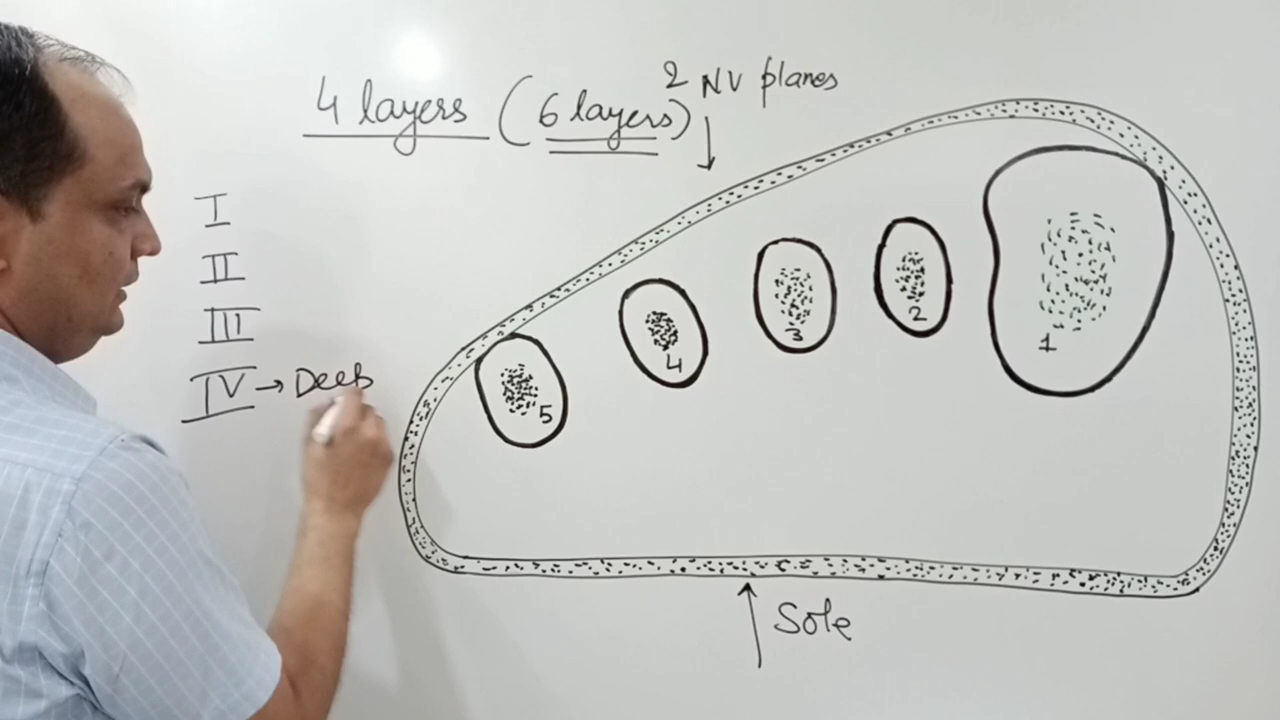 2 NV planes
4 layers (6 layers)
I
II
III
IV → Deep
1
2
3
4
5
Sole